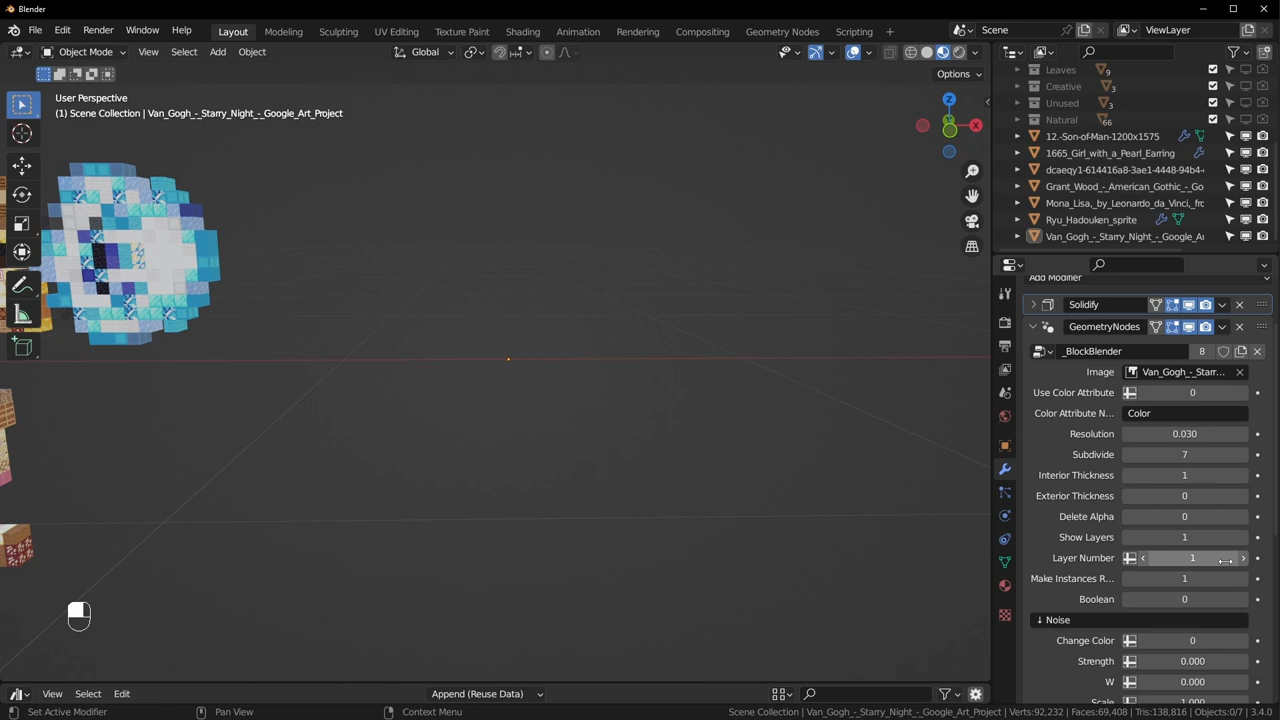 Blender
File Edit Render Window Help Layout Modeling Sculpting UV Editing Texture Paint Shading Animation Rendering Compositing Geometry Nodes Scripting + Scene ViewLayer
Object Mode View Select Add Object Global
Options
User Perspective
(1) Scene Collection | Van_Gogh_-_Starry_Night_-_Google_Art_Project
Z
X
Leaves 9
Creative 3
Unused 3
Natural 66
12.-Son-of-Man-1200x1575
1665_Girl_with_a_Pearl_Earring
dcaeqy1-614416a8-3ae1-4448-94b4-
Grant_Wood_-_American_Gothic_-_Go
Mona_Lisa,_by_Leonardo_da_Vinci,_frc
Ryu_Hadouken_sprite
Van_Gogh_-_Starry_Night_-_Google_Ar
Add Modifier
Solidify
GeometryNodes
_BlockBlender 8
Image Van_Gogh_-_Starr...
Use Color Attribute 0
Color Attribute N... Color
Resolution 0.030
Subdivide 7
Interior Thickness 1
Exterior Thickness 0
Delete Alpha 0
Show Layers 1
Layer Number 1
Make Instances R... 1
Boolean 0
↓ Noise
Change Color 0
Strength 0.000
W 0.000
Scale 1.000
View Select Edit Append (Reuse Data)
Set Active Modifier Pan View Context Menu Scene Collection | Van_Gogh_-_Starry_Night_-_Google_Art_Project | Verts:92,232 | Faces:69,408 | Tris:138,816 | Objects:0/7 | 3.4.0